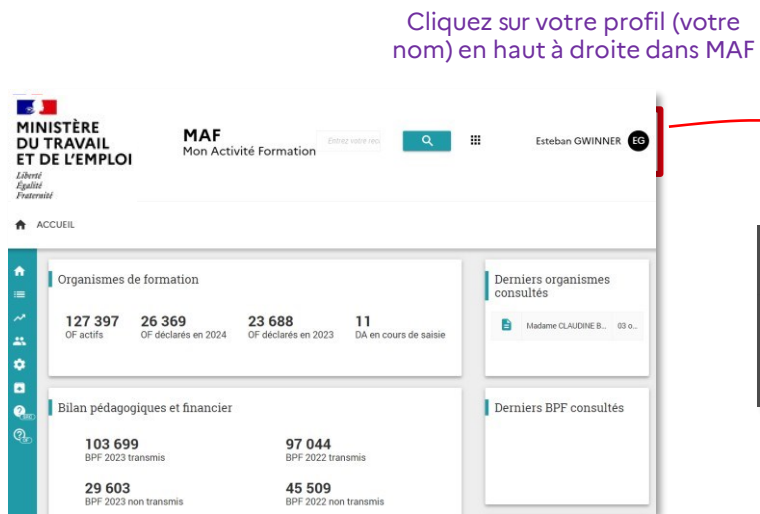 Cliquez sur votre profil (votre
nom) en haut à droite dans MAF
MINISTÈRE
DU TRAVAIL
ET DE L'EMPLOI
Liberté
Égalité
Fraternité
MAF
Mon Activité Formation
Entrez votre rec
Esteban GWINNER EG
ACCUEIL
Organismes de formation
127 397 26 369 23 688 11
OF actifs OF déclarés en 2024 OF déclarés en 2023 DA en cours de saisie
Derniers organismes
consultés
Madame CLAUDINE B... 03 o...
Bilan pédagogiques et financier
103 699 97 044
BPF 2023 transmis BPF 2022 transmis
29 603 45 509
BPF 2023 non transmis BPF 2022 non transmis
Derniers BPF consultés